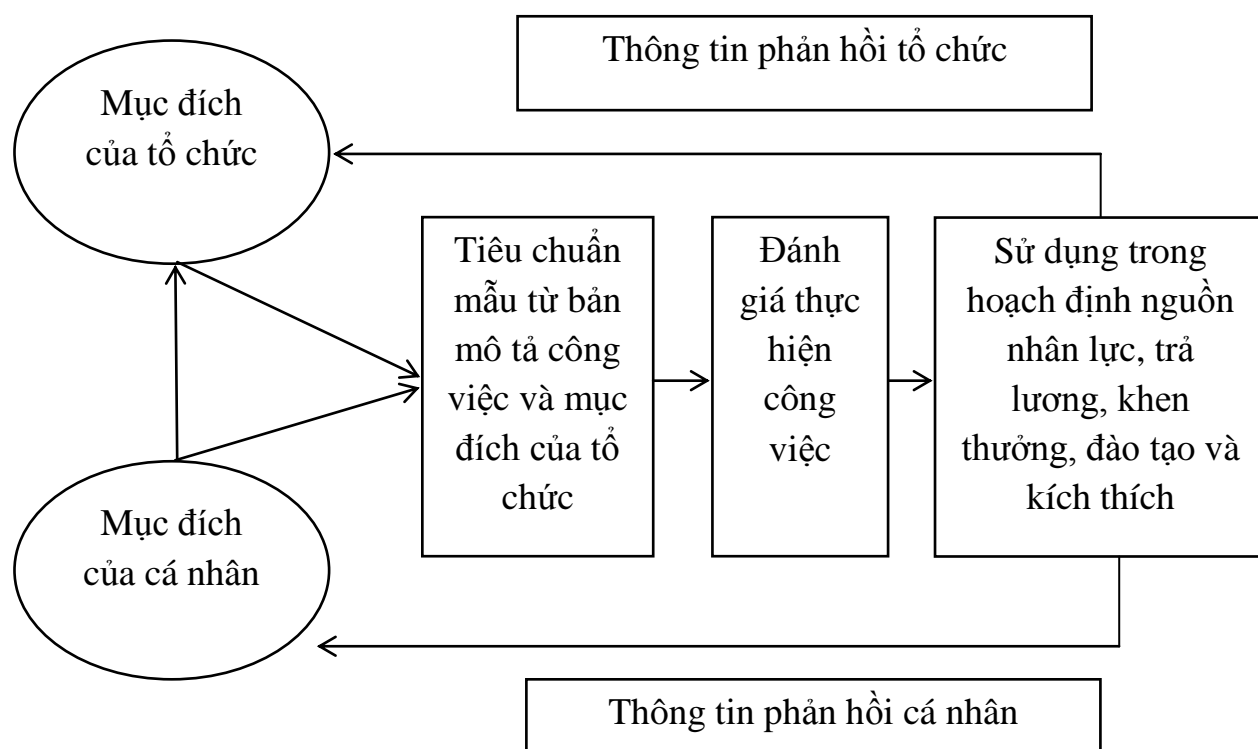 Thông tin phản hồi tổ chức
Mục đích
của tổ chức
Tiêu chuẩn
mẫu từ bản
mô tả công
việc và mục
đích của tổ
chức
Đánh
giá thực
hiện
công
việc
Sử dụng trong
hoạch định nguồn
nhân lực, trả
lương, khen
thưởng, đào tạo và
kích thích
Mục đích
của cá nhân
Thông tin phản hồi cá nhân